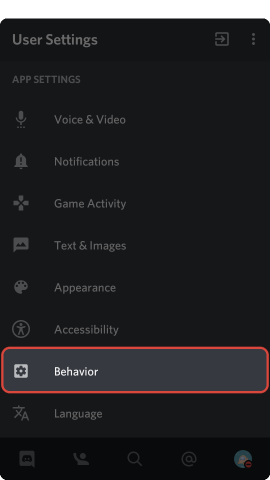 User Settings
APP SETTINGS
Voice & Video
Notifications
Game Activity
Text & Images
Appearance
Accessibility
Behavior
Language